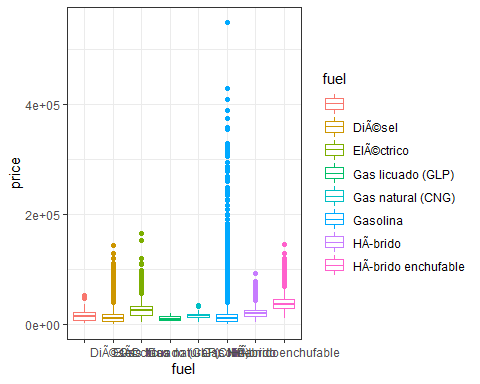 fuel
DiÃ©sel
ElÃ©ctrico
Gas licuado (GLP)
Gas natural (CNG)
Gasolina
HÃ-brido
HÃ-brido enchufable
price
4e+05
2e+05
0e+00
fuel